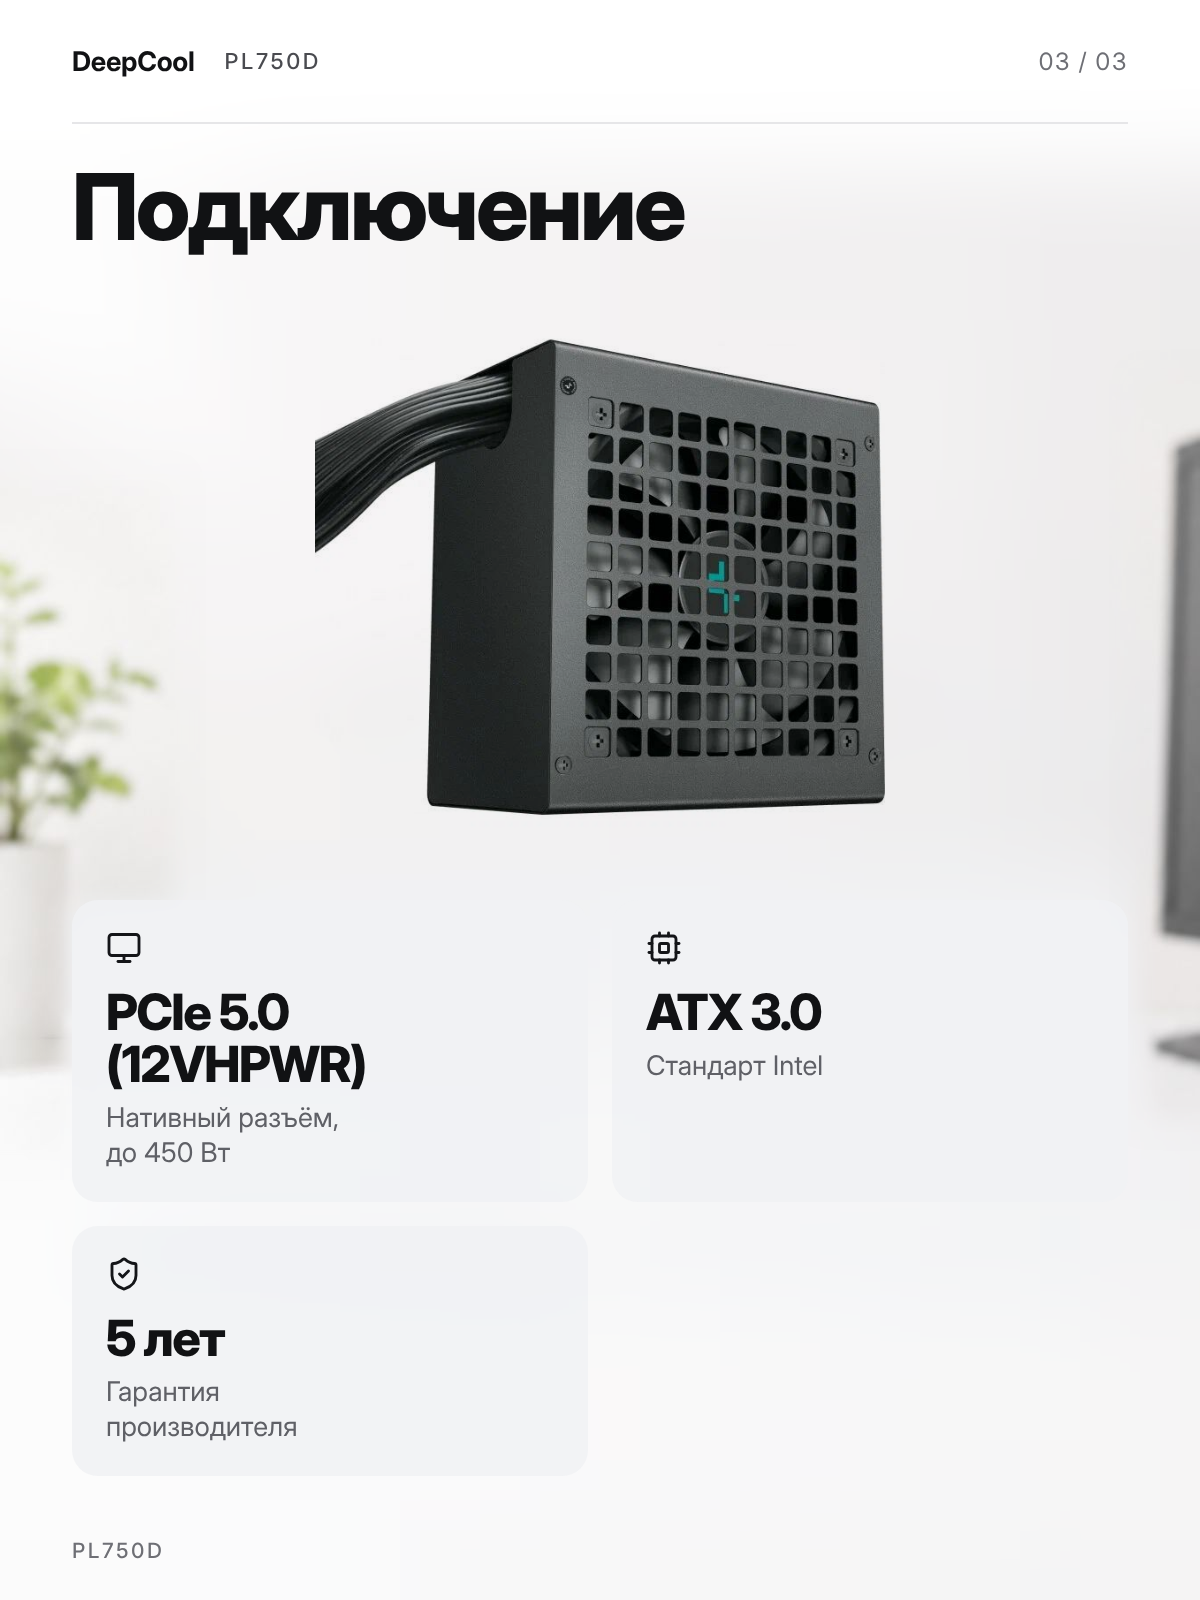 DeepCool PL750D 03 / 03
Подключение
PCIe 5.0
(12VHPWR)
Нативный разъём,
до 450 Вт
ATX 3.0
Стандарт Intel
5 лет
Гарантия
производителя
PL750D